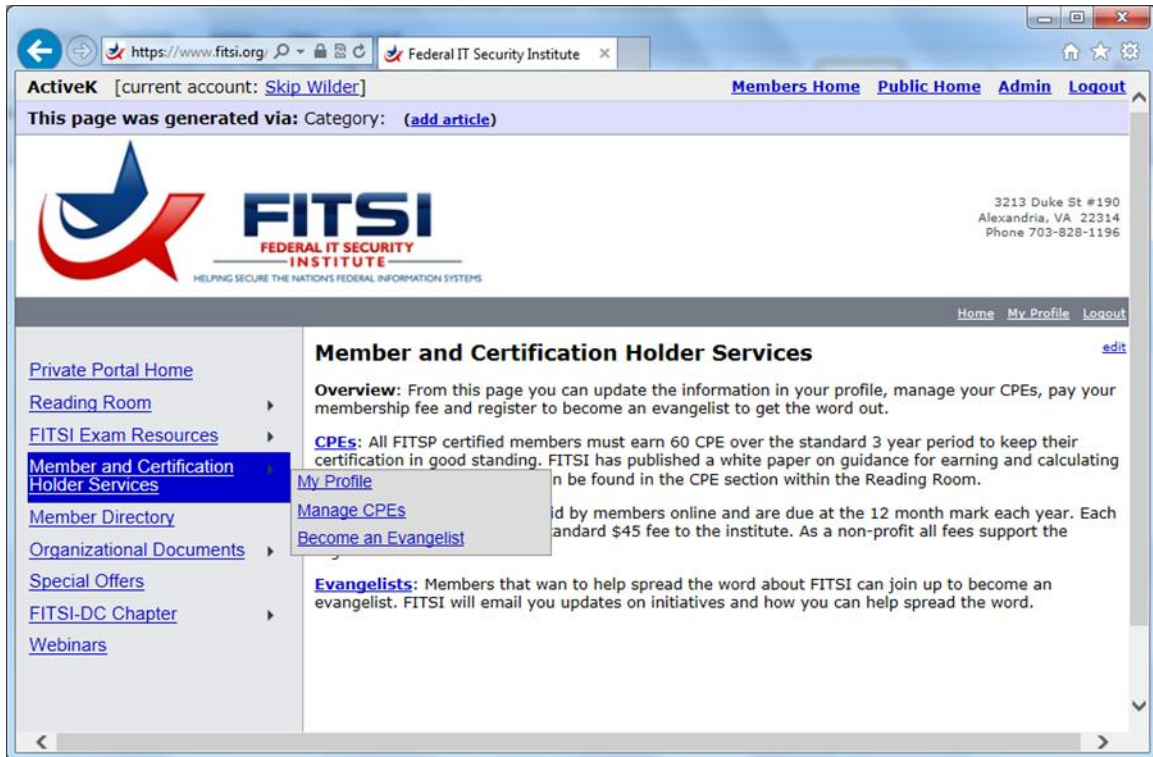 https://www.fitsi.org/
Federal IT Security Institute
ActiveK [current account: Skip Wilder]
Members Home Public Home Admin Logout
This page was generated via: Category: (add article)
FITSI
FEDERAL IT SECURITY
INSTITUTE
HELPING SECURE THE NATION'S FEDERAL INFORMATION SYSTEMS
3213 Duke St #190
Alexandria, VA 22314
Phone 703-828-1196
Home My Profile Logout
Private Portal Home
Reading Room
FITSI Exam Resources
Member and Certification
Holder Services
Member Directory
Organizational Documents
Special Offers
FITSI-DC Chapter
Webinars
My Profile
Manage CPEs
Become an Evangelist
Member and Certification Holder Services
edit
Overview: From this page you can update the information in your profile, manage your CPEs, pay your
membership fee and register to become an evangelist to get the word out.
CPEs: All FITSP certified members must earn 60 CPE over the standard 3 year period to keep their
certification in good standing. FITSI has published a white paper on guidance for earning and calculating
be found in the CPE section within the Reading Room.
by members online and are due at the 12 month mark each year. Each
$45 fee to the institute. As a non-profit all fees support the
Evangelists: Members that wan to help spread the word about FITSI can join up to become an
evangelist. FITSI will email you updates on initiatives and how you can help spread the word.